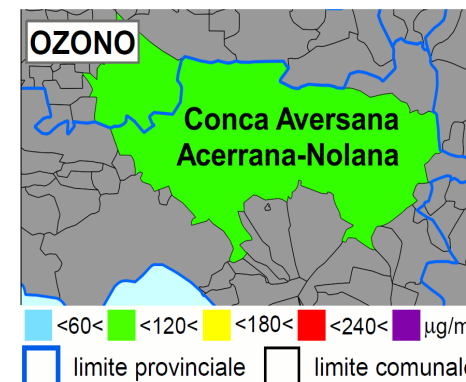 OZONO
Conca Aversana
Acerrana-Nolana
<60< <120< <180< <240< µg/m
limite provinciale limite comunale